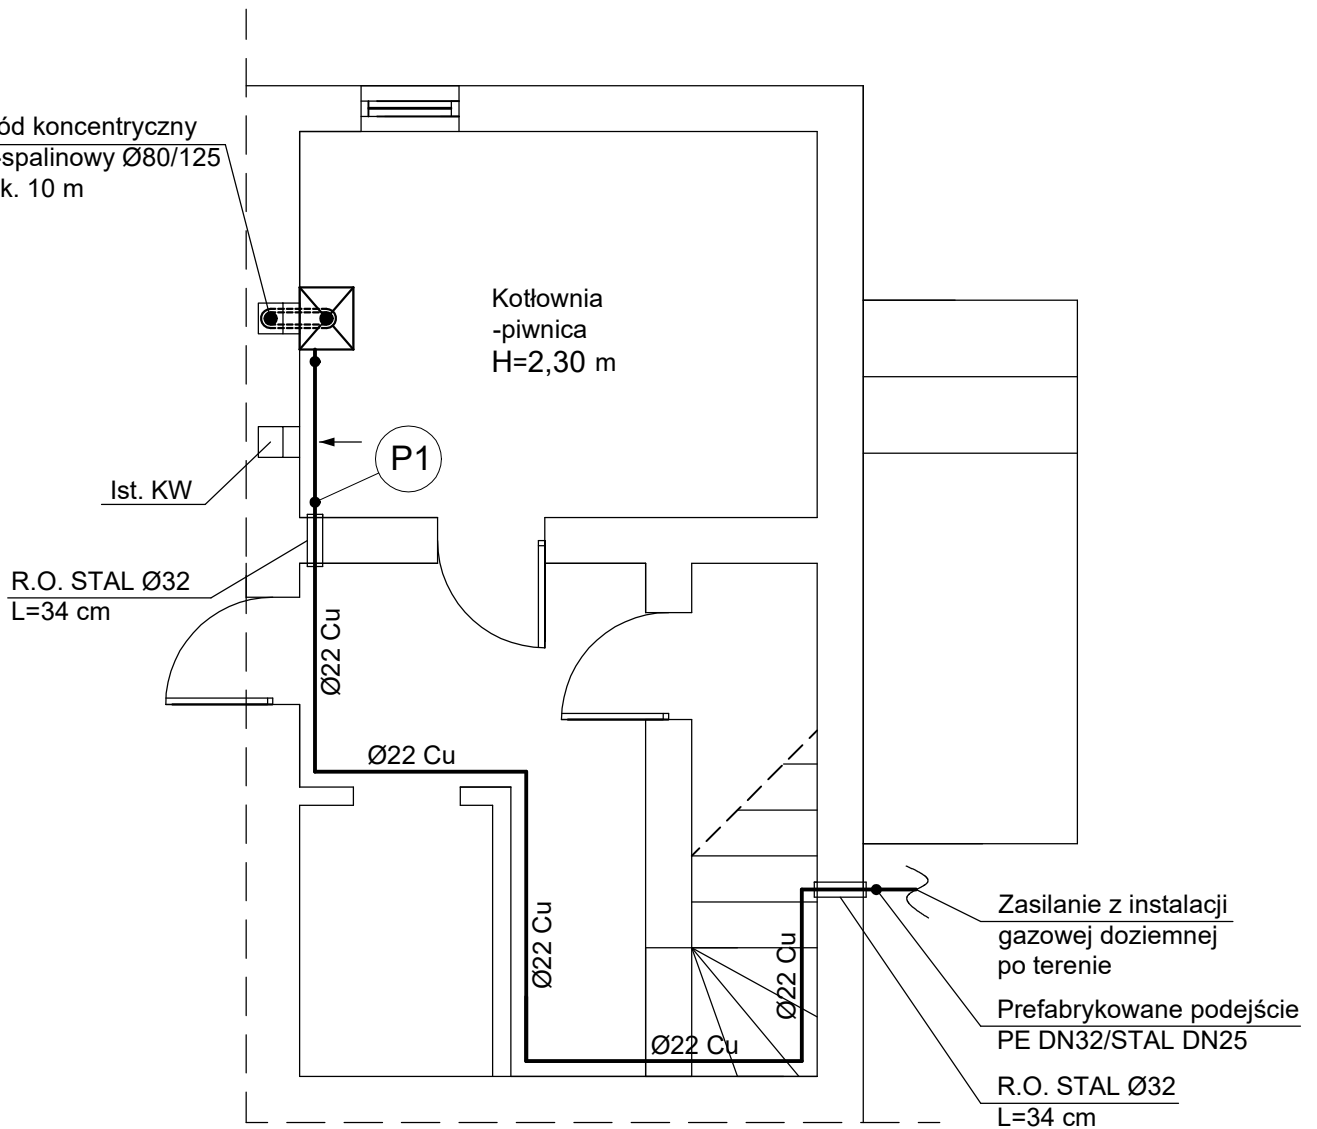 koncentryczny
spalinowy Ø80/125
10 m
Kotłownia
-piwnica
H=2,30 m
P1
Ist. KW
R.O. STAL Ø32
L=34 cm
Ø22 Cu
Ø22 Cu
Ø22 Cu
Ø22 Cu
Ø22 Cu
Zasilanie z instalacji
gazowej doziemnej
po terenie
Prefabrykowane podejście
PE DN32/STAL DN25
R.O. STAL Ø32
L=34 cm